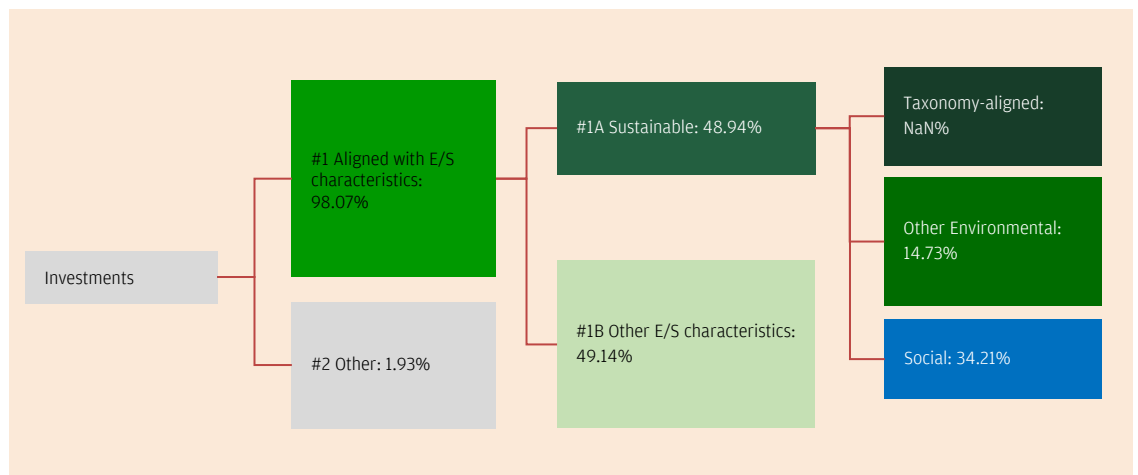 Investments
#1 Aligned with E/S
characteristics:
98.07%
#2 Other: 1.93%
#1A Sustainable: 48.94%
#1B Other E/S characteristics:
49.14%
Taxonomy-aligned:
NaN%
Other Environmental:
14.73%
Social: 34.21%